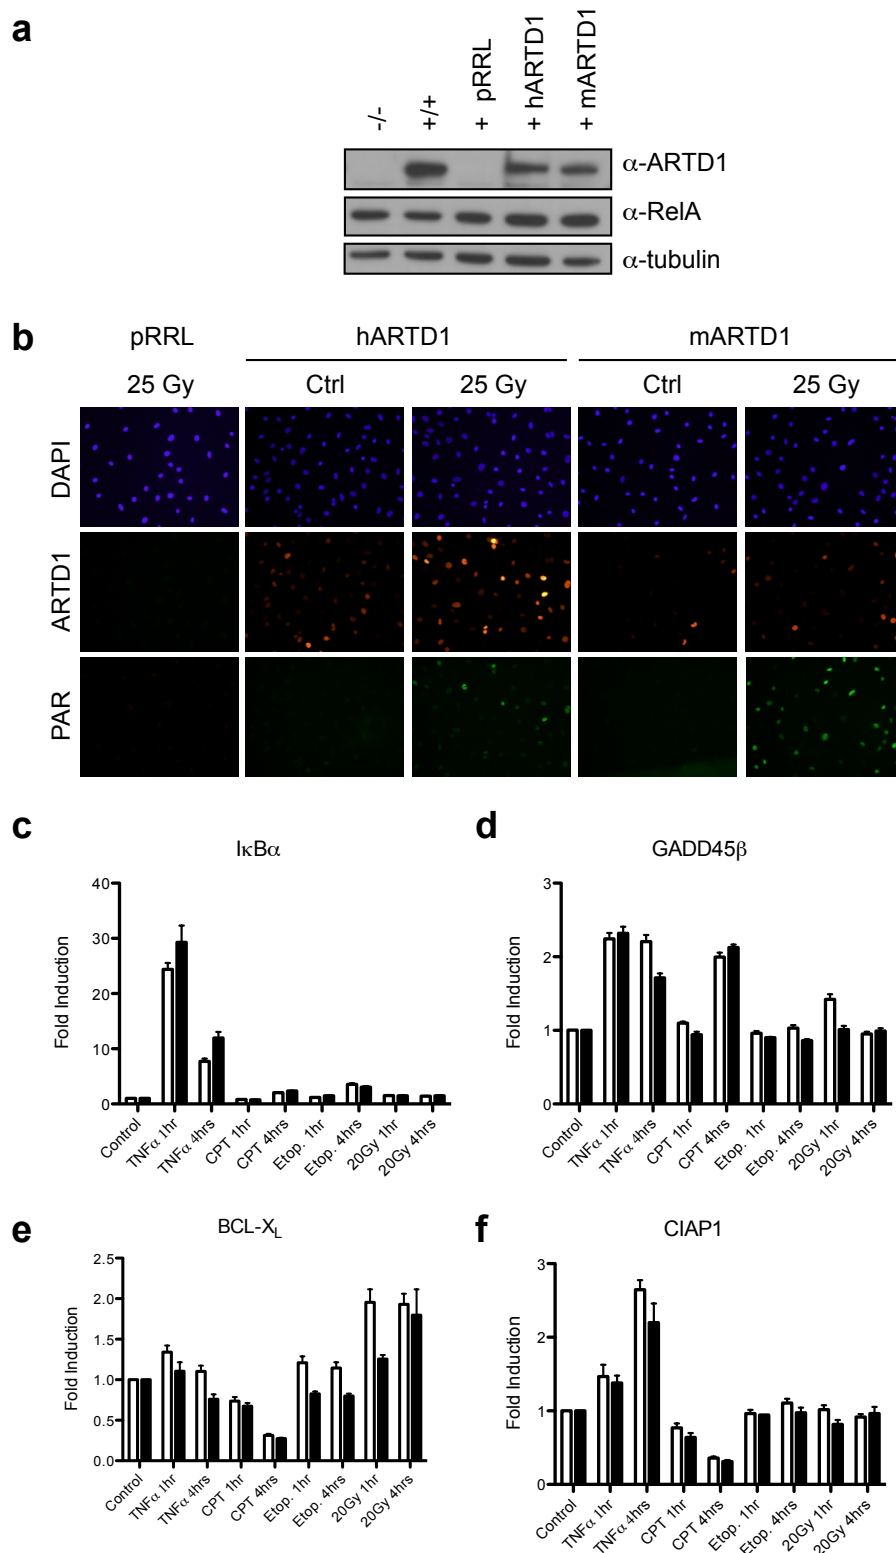 a
-/-
+/+
+ pRRL
+ hARTD1
+ mARTD1
α-ARTD1
α-RelA
α-tubulin
b
pRRL
hARTD1
mARTD1
25 Gy
Ctrl
25 Gy
Ctrl
25 Gy
DAPI
ARTD1
PAR
c
IκBα
Fold Induction
40
30
20
10
0
Control
TNFα 1hr
TNFα 4hrs
CPT 1hr
CPT 4hrs
Etop. 1hr
Etop. 4hrs
20Gy 1hr
20Gy 4hrs
d
GADD45β
Fold Induction
3
2
1
0
Control
TNFα 1hr
TNFα 4hrs
CPT 1hr
CPT 4hrs
Etop. 1hr
Etop. 4hrs
20Gy 1hr
20Gy 4hrs
e
BCL-XL
Fold Induction
2.5
2.0
1.5
1.0
0.5
0.0
Control
TNFα 1hr
TNFα 4hrs
CPT 1hr
CPT 4hrs
Etop. 1hr
Etop. 4hrs
20Gy 1hr
20Gy 4hrs
f
CIAP1
Fold Induction
3
2
1
0
Control
TNFα 1hr
TNFα 4hrs
CPT 1hr
CPT 4hrs
Etop. 1hr
Etop. 4hrs
20Gy 1hr
20Gy 4hrs